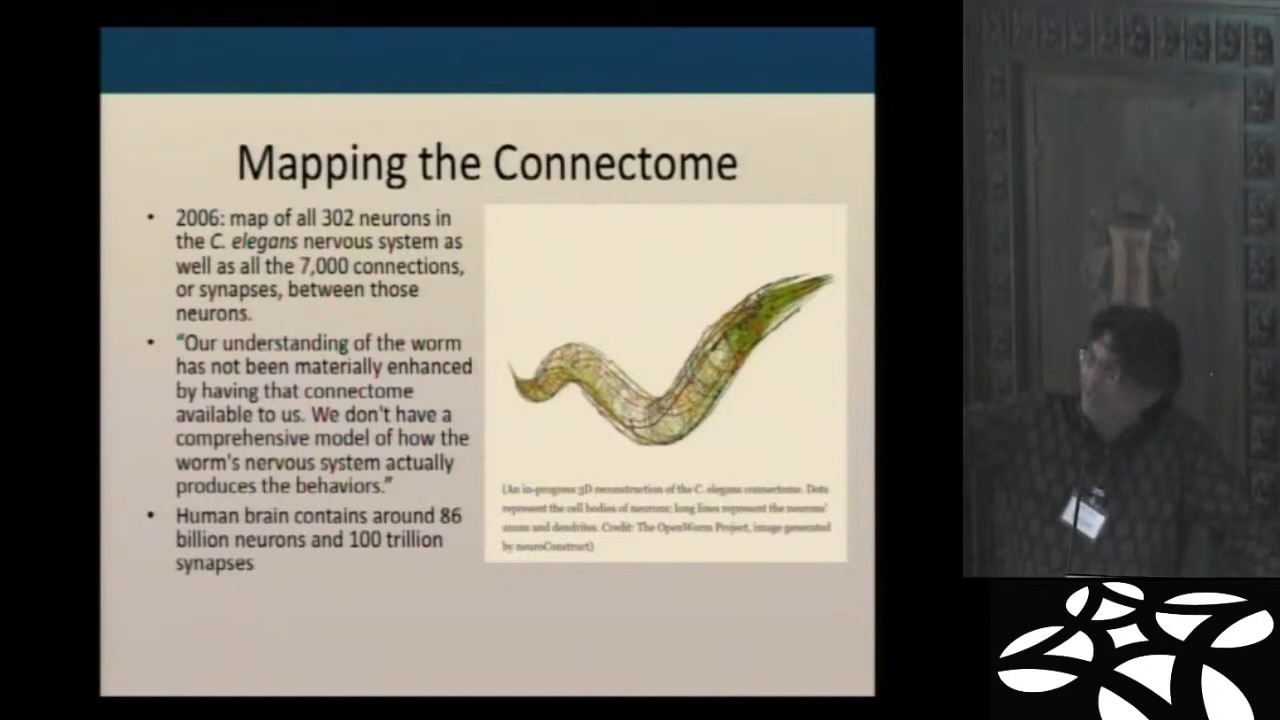 Mapping the Connectome
• 2006: map of all 302 neurons in
the C. elegans nervous system as
well as all the 7,000 connections,
or synapses, between those
neurons.
• “Our understanding of the worm
has not been materially enhanced
by having that connectome
available to us. We don't have a
comprehensive model of how the
worm's nervous system actually
produces the behaviors.”
• Human brain contains around 86
billion neurons and 100 trillion
synapses
(An in-progress 3D reconstruction of the C. elegans connectome. Dots
represent the cell bodies of neurons; long lines represent the neurons'
axons and dendrites. Credit: The OpenWorm Project, image generated
by neuroConstruct)